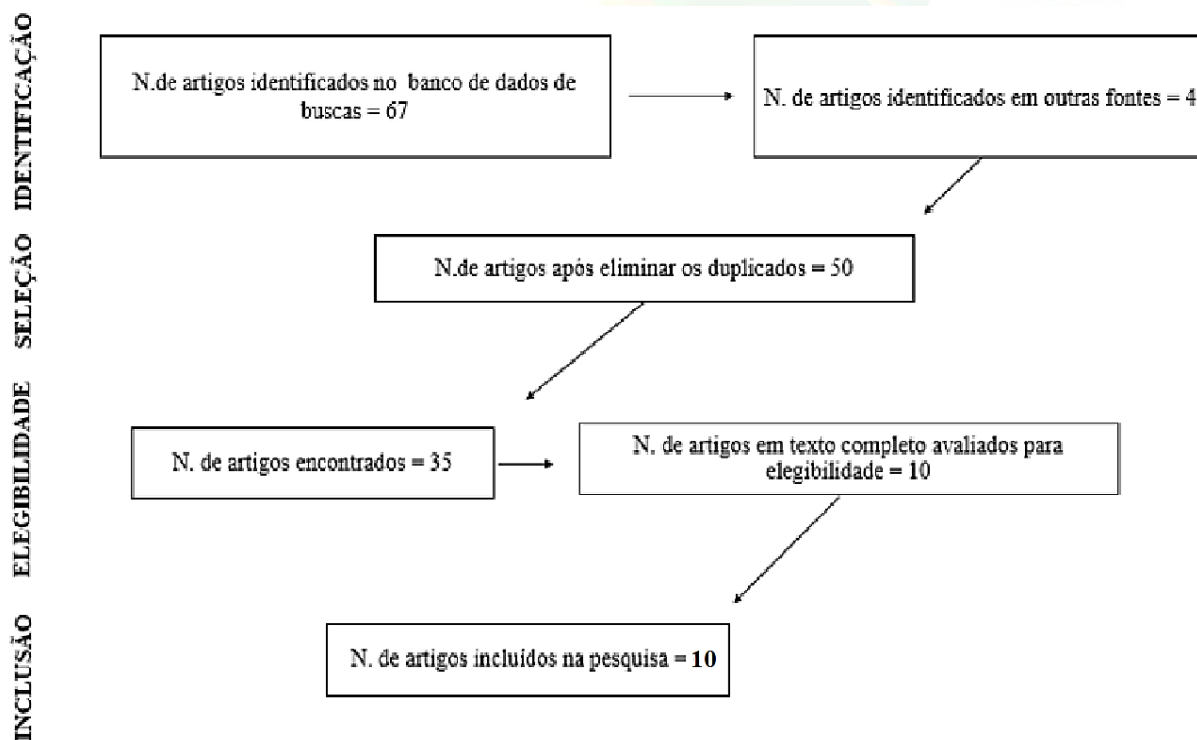 IDENTIFICAÇÃO
N.de artigos identificados no banco de dados de
buscas = 67
N. de artigos identificados em outras fontes = 4
SELEÇÃO
N.de artigos após eliminar os duplicados = 50
ELEGIBILIDADE
N. de artigos encontrados = 35
N. de artigos em texto completo avaliados para
elegibilidade = 10
INCLUSÃO
N. de artigos incluídos na pesquisa = 10